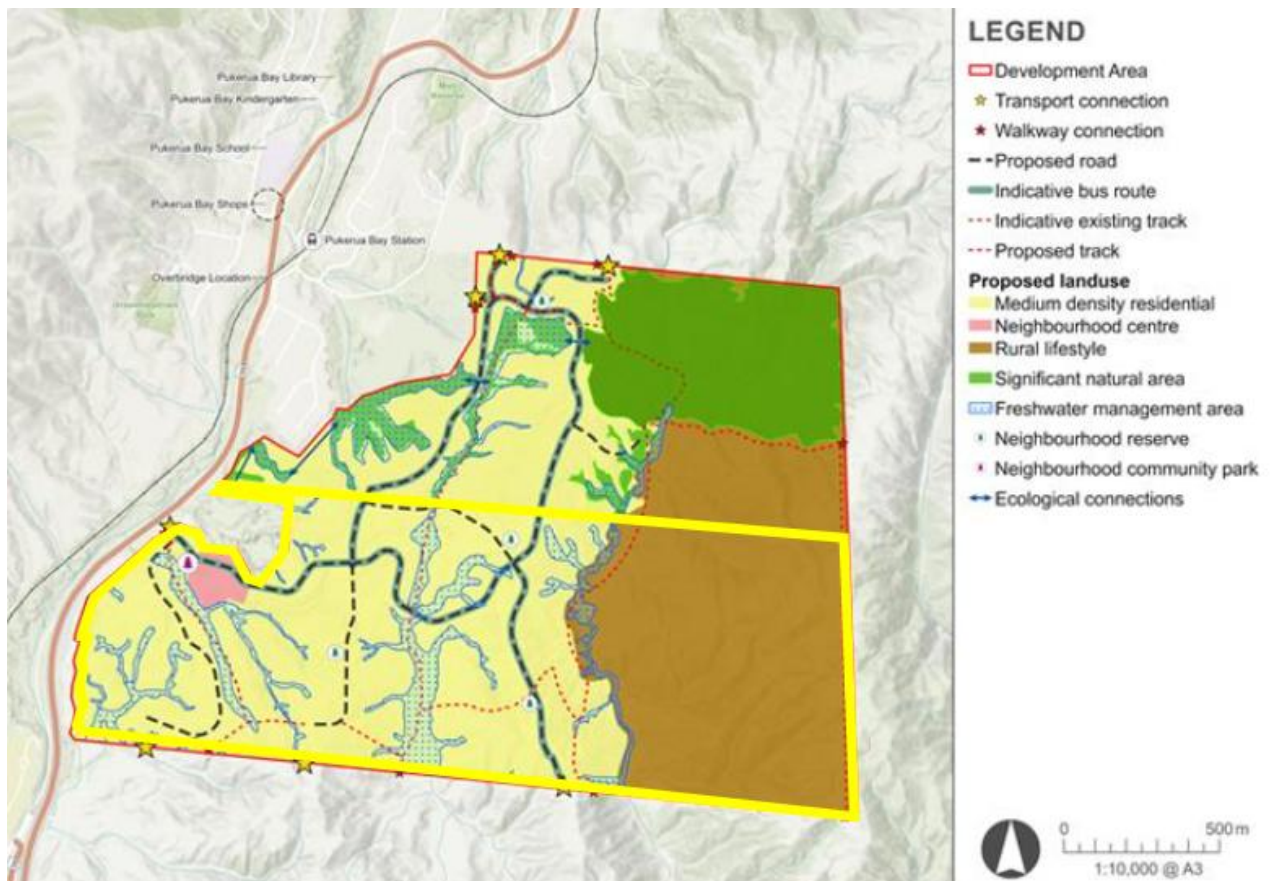 Pukerua Bay Library
Pukerua Bay Kindergarten
Pukerua Bay School
Pukerua Bay Shops
Pukerua Bay Station
Overbridge Location
LEGEND
Development Area
Transport connection
Walkway connection
Proposed road
Indicative bus route
Indicative existing track
Proposed track
Proposed landuse
Medium density residential
Neighbourhood centre
Rural lifestyle
Significant natural area
Freshwater management area
Neighbourhood reserve
Neighbourhood community park
Ecological connections
0 500m
1:10,000 @ A3